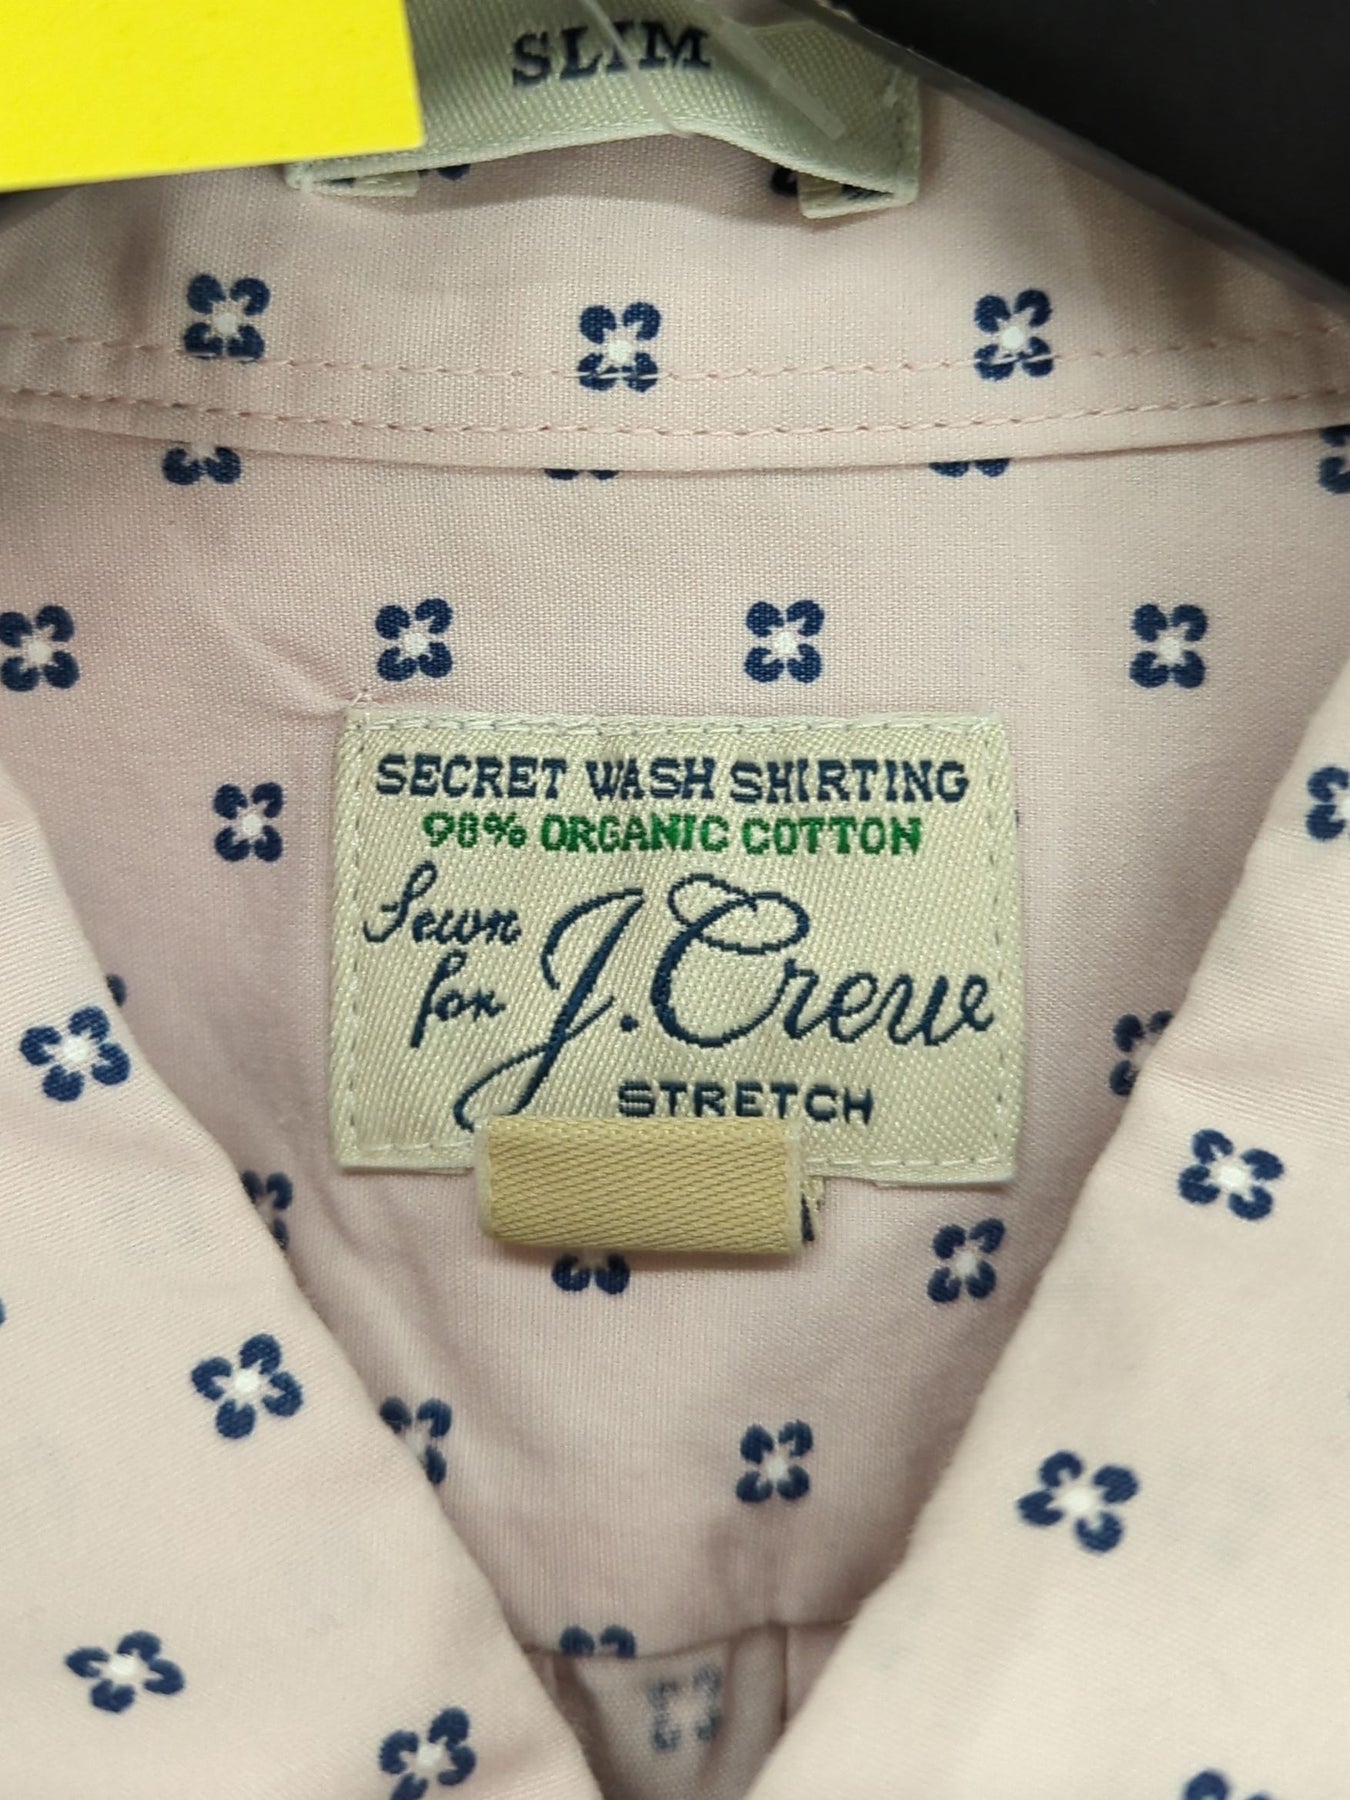 SLIM
SECRET WASH SHIRTING
98% ORGANIC COTTON
Sewn
for
J.Crew
STRETCH